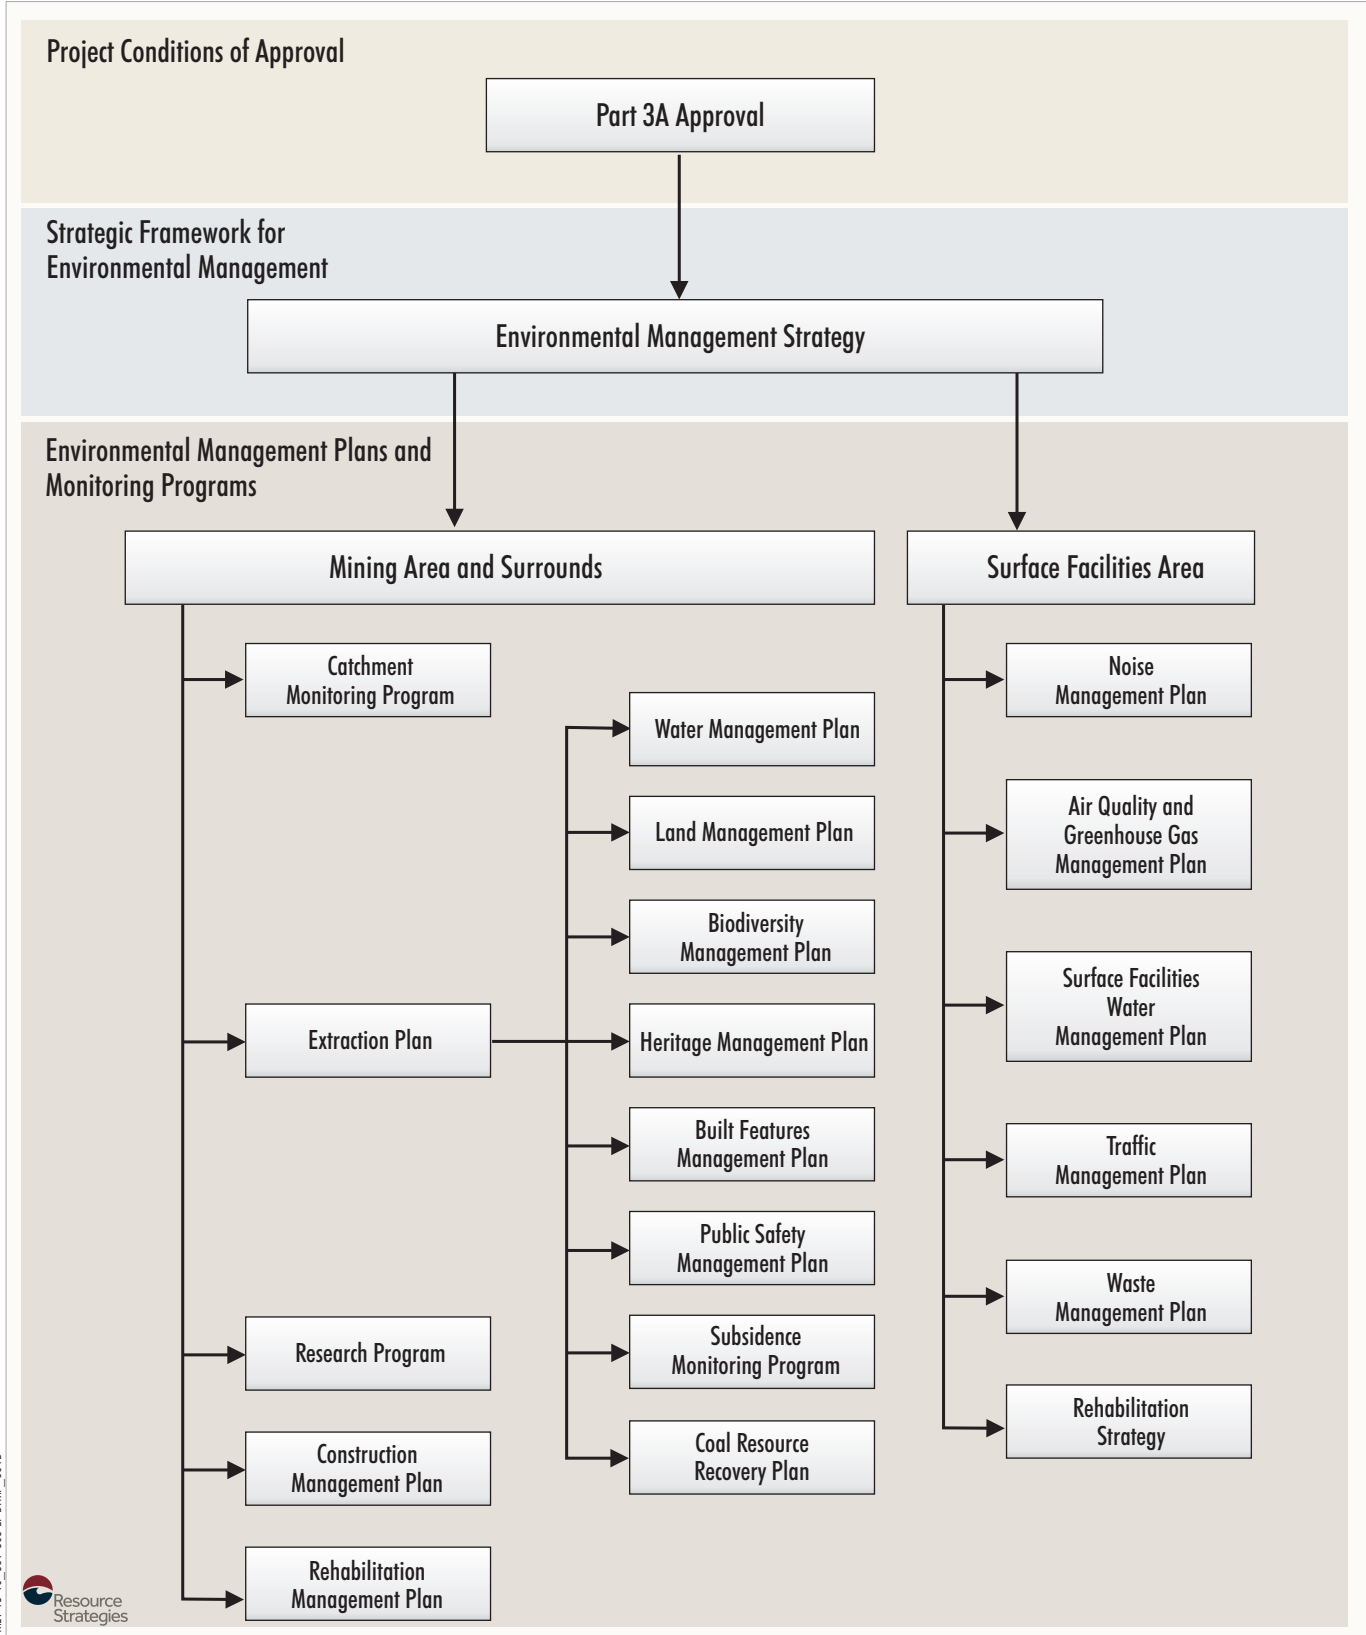 Project Conditions of Approval
Part 3A Approval
Strategic Framework for
Environmental Management
Environmental Management Strategy
Environmental Management Plans and
Monitoring Programs
Mining Area and Surrounds
Catchment
Monitoring Program
Extraction Plan
Research Program
Construction
Management Plan
Rehabilitation
Management Plan
Water Management Plan
Land Management Plan
Biodiversity
Management Plan
Heritage Management Plan
Built Features
Management Plan
Public Safety
Management Plan
Subsidence
Monitoring Program
Coal Resource
Recovery Plan
Surface Facilities Area
Noise
Management Plan
Air Quality and
Greenhouse Gas
Management Plan
Surface Facilities
Water
Management Plan
Traffic
Management Plan
Waste
Management Plan
Rehabilitation
Strategy
Resource
Strategies